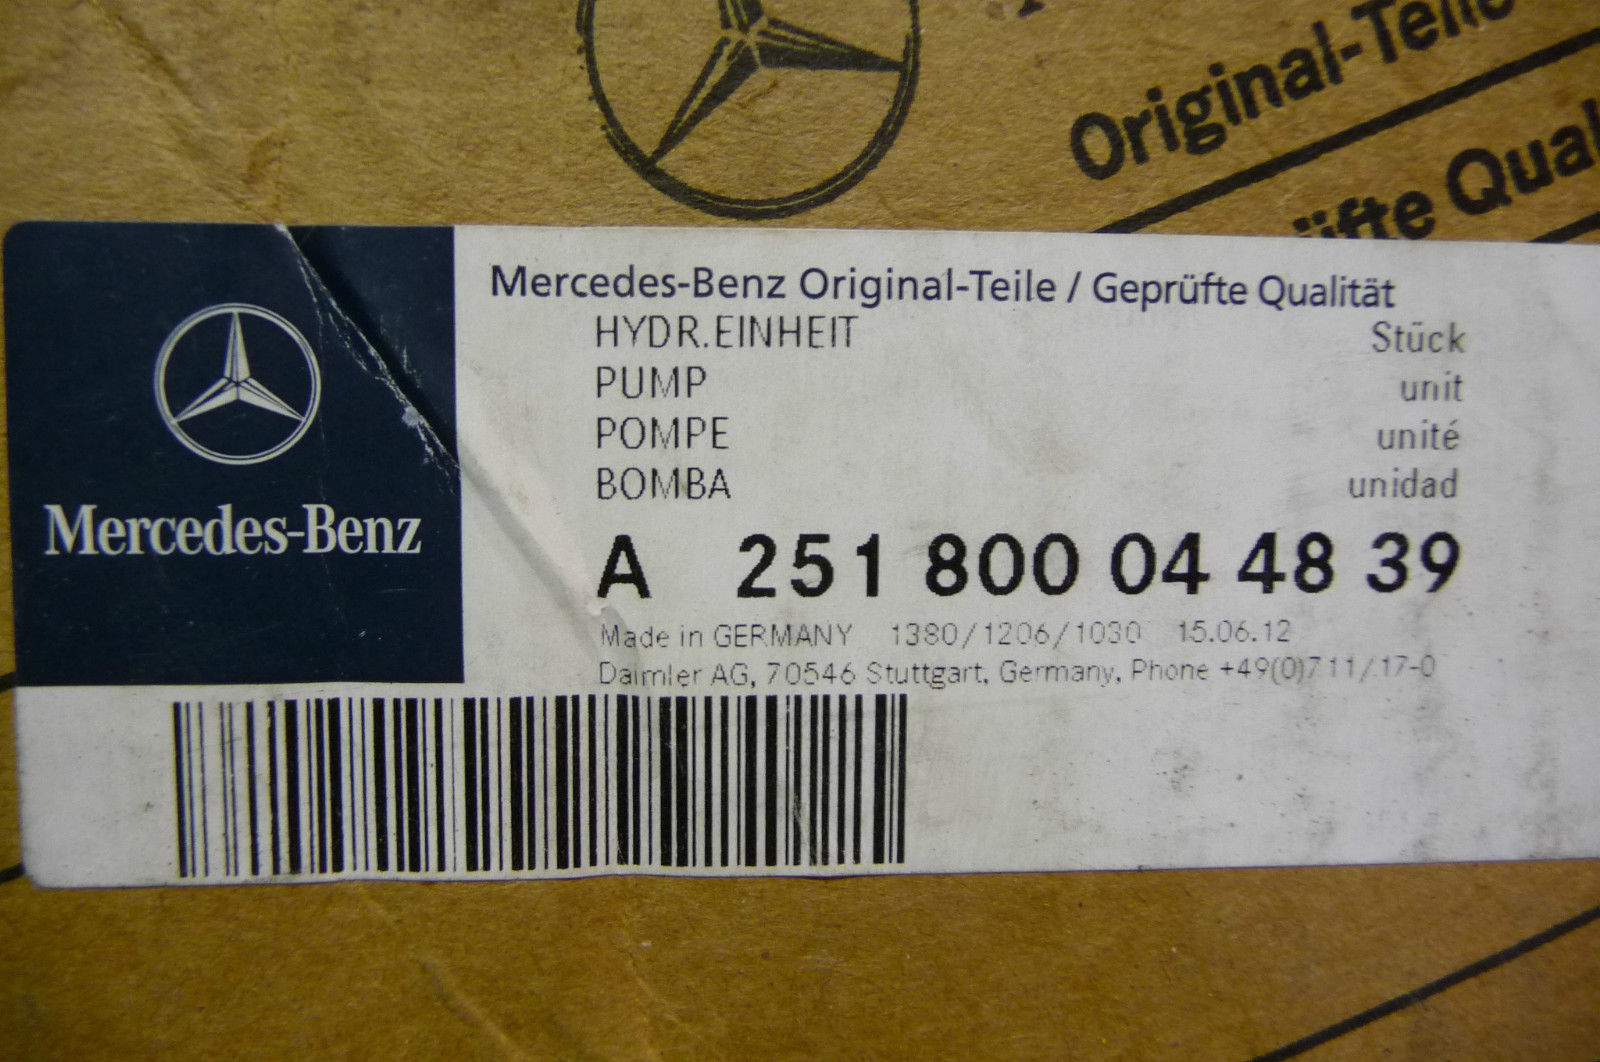 Original-Teile
Qual
Mercedes-Benz
Mercedes-Benz Original-Teile / Geprüfte Qualität
HYDR.EINHEIT Stück
PUMP unit
POMPE unité
BOMBA unidad
A 251 800 04 48 39
Made in GERMANY 1380/1206/1030 15.06.12
Daimler AG, 70546 Stuttgart, Germany, Phone +49(0)711/17-0